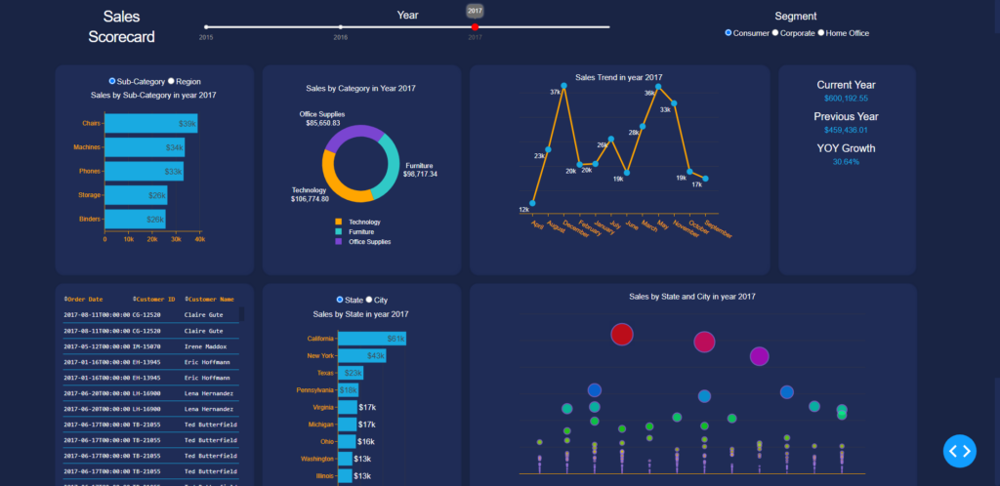 Sales
Scorecard
Year
2017
2015
2016
2017
Segment
Consumer Corporate Home Office
Sub-Category Region
Sales by Sub-Category in year 2017
Chairs
$39k
Machines
$34k
Phones
$33k
Storage
$26k
Binders
$26k
0 10k 20k 30k 40k
Sales by Category in Year 2017
Office Supplies
$85,650.83
Furniture
$98,717.34
Technology
$106,774.80
Technology
Furniture
Office Supplies
Sales Trend in year 2017
12k
23k
37k
20k
20k
26k
19k
28k
36k
33k
19k
17k
April
August
December
February
January
July
June
March
May
November
October
September
Current Year
$600,192.55
Previous Year
$459,436.01
YOY Growth
30.64%
Order Date Customer ID Customer Name
2017-08-11T00:00:00 CG-12520 Claire Gute
2017-08-11T00:00:00 CG-12520 Claire Gute
2017-05-12T00:00:00 IM-15070 Irene Maddox
2017-01-16T00:00:00 EH-13945 Eric Hoffmann
2017-01-16T00:00:00 EH-13945 Eric Hoffmann
2017-06-20T00:00:00 LH-16900 Lena Hernandez
2017-06-20T00:00:00 LH-16900 Lena Hernandez
2017-06-17T00:00:00 TB-21055 Ted Butterfield
2017-06-17T00:00:00 TB-21055 Ted Butterfield
2017-06-17T00:00:00 TB-21055 Ted Butterfield
2017-06-17T00:00:00 TB-21055 Ted Butterfield
State City
Sales by State in year 2017
California
$61k
New York
$43k
Texas
$23k
Pennsylvania
$18k
Virginia
$17k
Michigan
$17k
Ohio
$16k
Washington
$13k
Illinois
$13k
Sales by State and City in year 2017